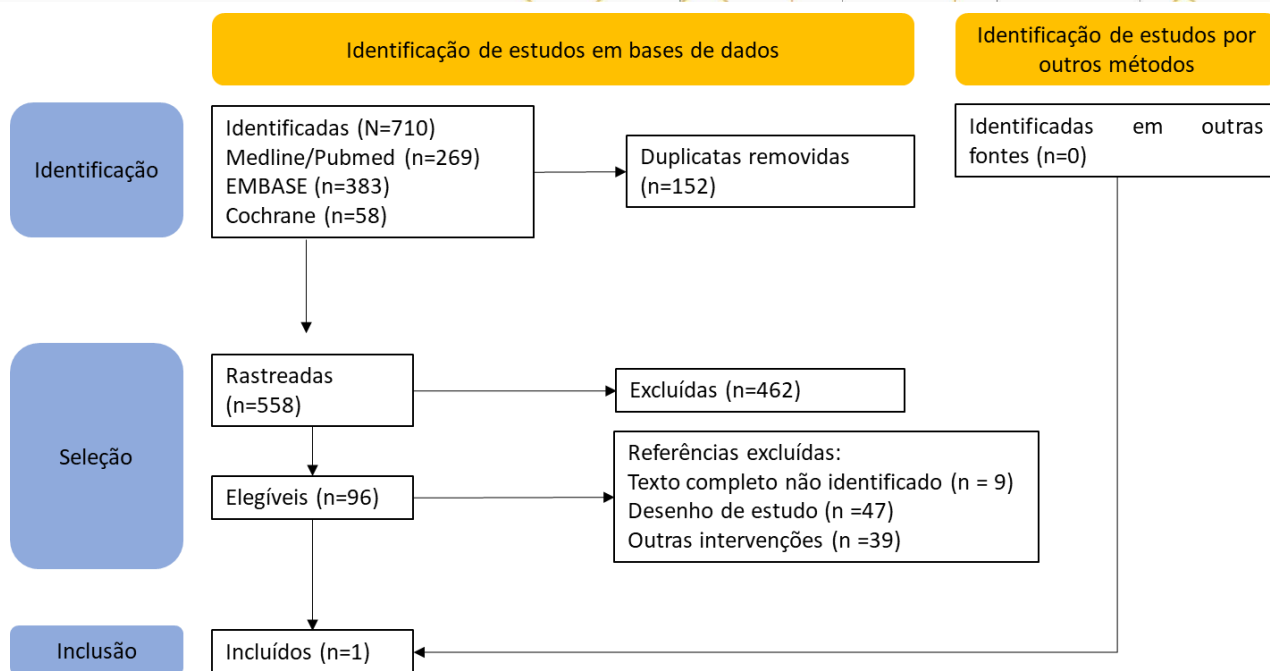 Identificação de estudos em bases de dados
Identificação de estudos por
outros métodos
Identificação
Identificadas (N=710)
Medline/Pubmed (n=269)
EMBASE (n=383)
Cochrane (n=58)
Duplicatas removidas
(n=152)
Identificadas em outras
fontes (n=0)
Seleção
Rastreadas
(n=558)
Excluídas (n=462)
Elegíveis (n=96)
Referências excluídas:
Texto completo não identificado (n = 9)
Desenho de estudo (n =47)
Outras intervenções (n =39)
Inclusão
Incluídos (n=1)